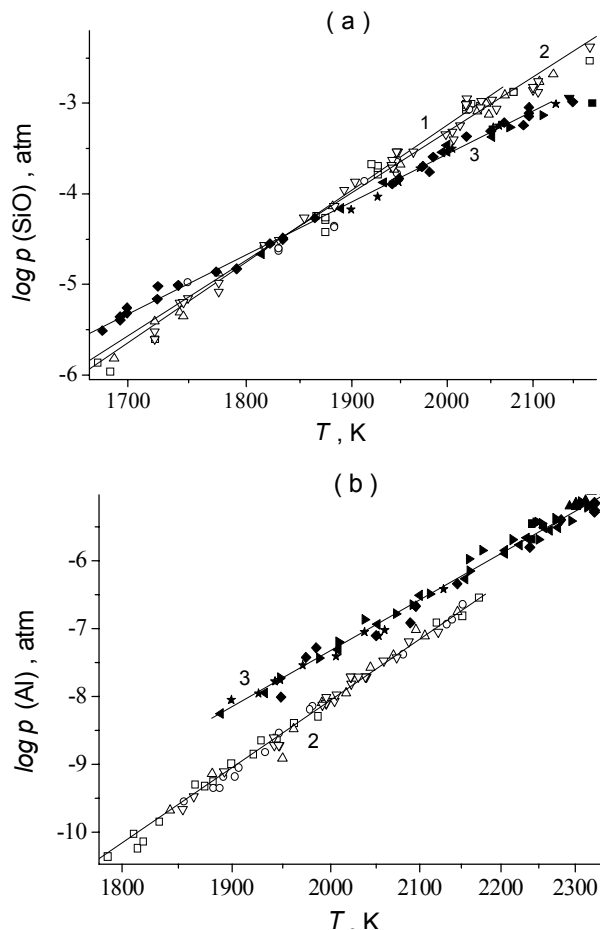 ( a )
log p (SiO) , atm
-3
-4
-5
-6
1
2
3
1700 1800 1900 2000 2100
T , K
( b )
log p (Al) , atm
-6
-7
-8
-9
-10
3
2
1800 1900 2000 2100 2200 2300
T , K